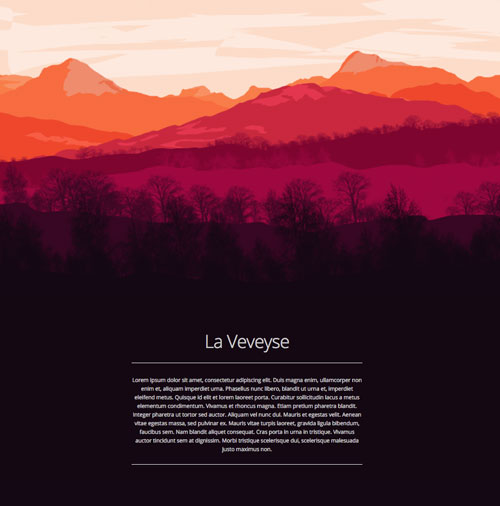 La Veveyse
Lorem ipsum dolor sit amet, consectetur adipiscing elit. Duis magna enim, ullamcorper non
enim et, aliquam imperdiet urna. Phasellus nunc libero, blandit ut urna et, imperdiet
eleifend metus. Quisque id elit et lorem laoreet porta. Curabitur sollicitudin lacus a metus
elementum condimentum. Vivamus et rhoncus magna. Etiam pretium pharetra blandit.
Integer pharetra ut tortor sed auctor. Aliquam vel nunc dui. Mauris et egestas velit. Aenean
vitae egestas massa, sed pulvinar ex. Mauris vitae turpis laoreet, gravida ligula bibendum,
faucibus sem. Nam blandit aliquet consequat. Cras porta in urna in tristique. Vivamus
auctor tincidunt sem at dignissim. Morbi tristique scelerisque dui, scelerisque malesuada
justo maximus non.